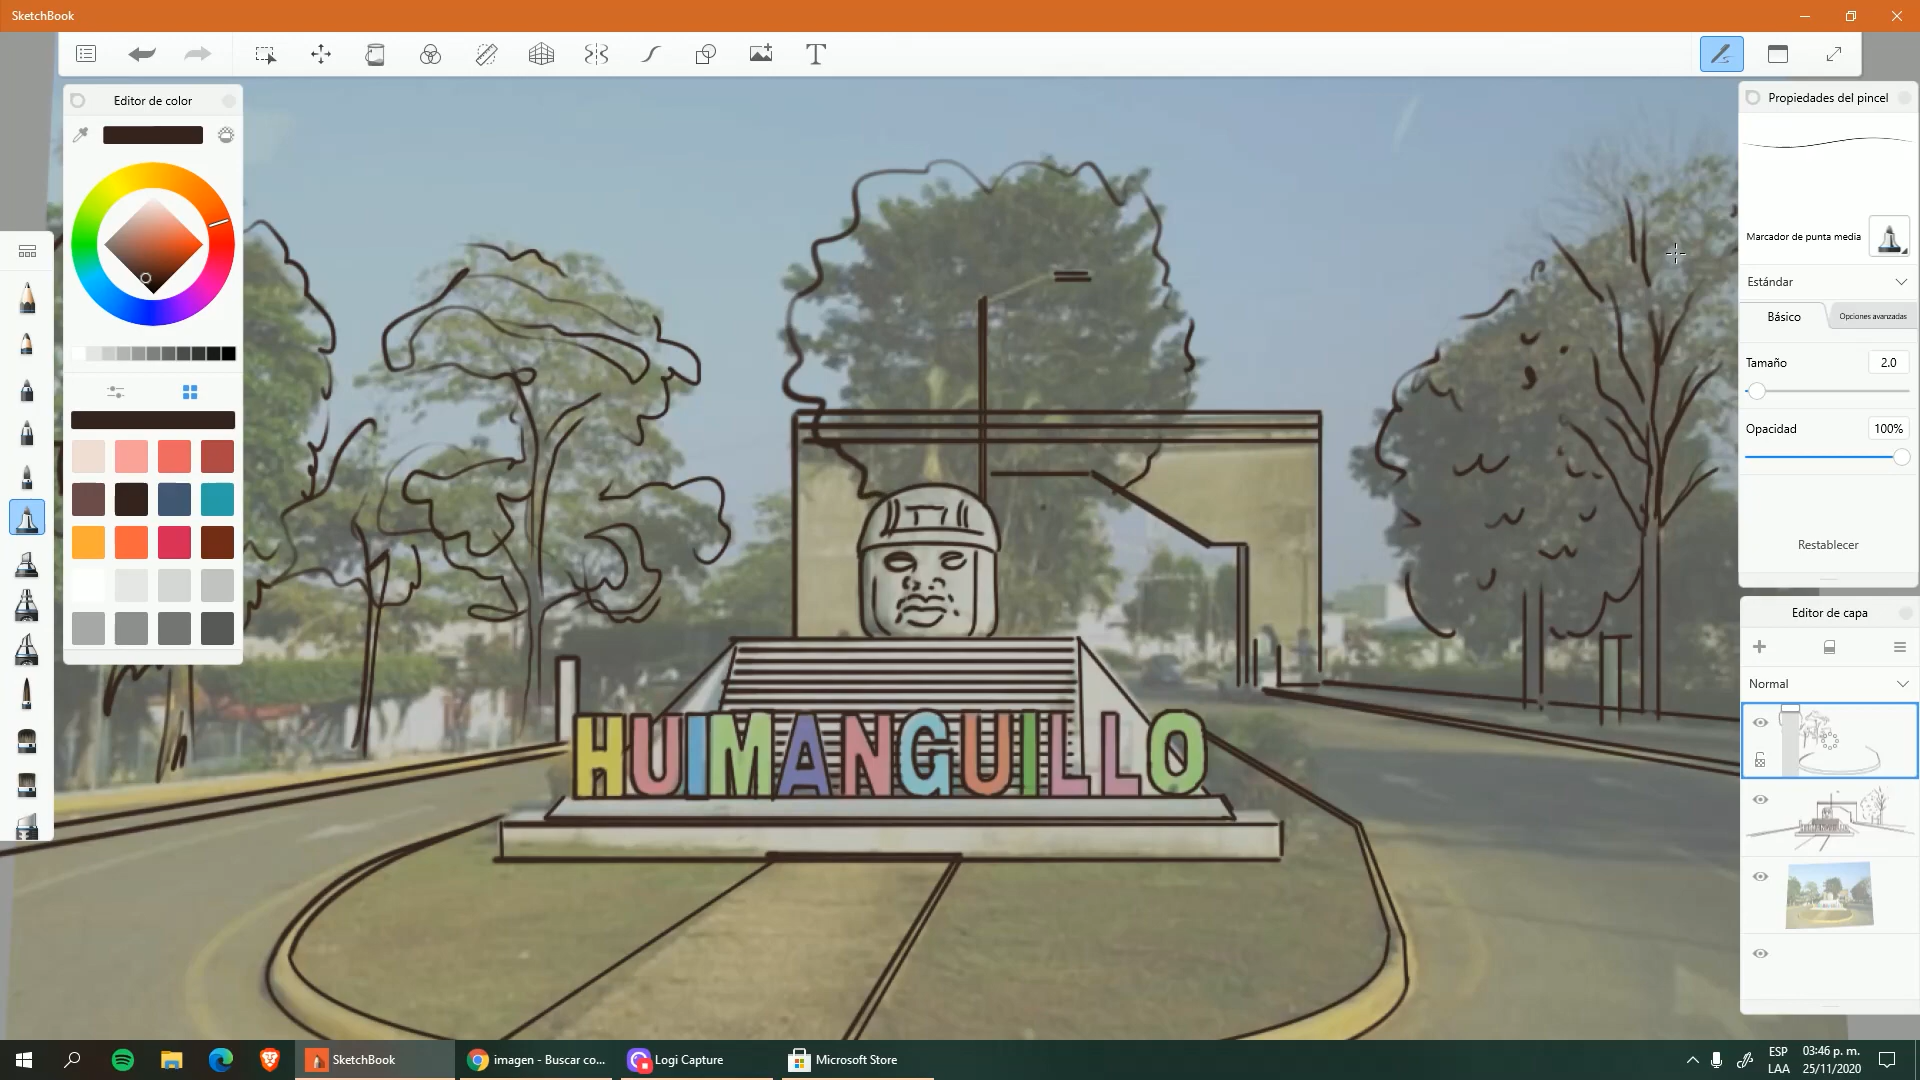 SketchBook
Editor de color
Propiedades del pincel
Marcador de punta media
Estándar
Básico
Opciones avanzadas
Tamaño
2.0
Opacidad
100%
Restablecer
Editor de capa
Normal
HUIMANGUILLO
SketchBook
imagen - Buscar co...
Logi Capture
Microsoft Store
ESP
LAA
03:46 p. m.
25/11/2020